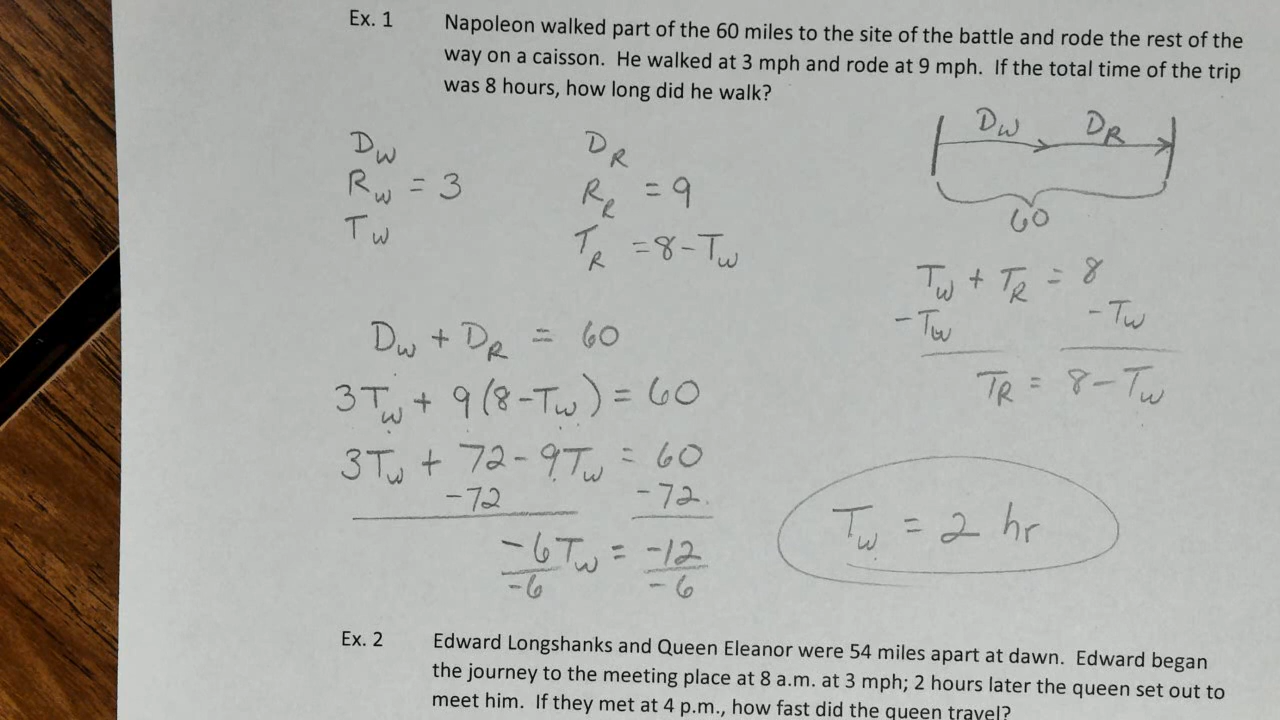 Ex. 1 Napoleon walked part of the 60 miles to the site of the battle and rode the rest of the
way on a caisson. He walked at 3 mph and rode at 9 mph. If the total time of the trip
was 8 hours, how long did he walk?
D_W
R_W = 3
T_W
D_R
R_R = 9
T_R = 8 - T_W
D_W D_R
60
T_W + T_R = 8
-T_W -T_W
T_R = 8 - T_W
D_W + D_R = 60
3T_W + 9(8-T_W) = 60
3T_W + 72 - 9T_W = 60
-72 -72
-6T_W = -12
-6 -6
T_W = 2 hr
Ex. 2 Edward Longshanks and Queen Eleanor were 54 miles apart at dawn. Edward began
the journey to the meeting place at 8 a.m. at 3 mph; 2 hours later the queen set out to
meet him. If they met at 4 p.m., how fast did the queen travel?